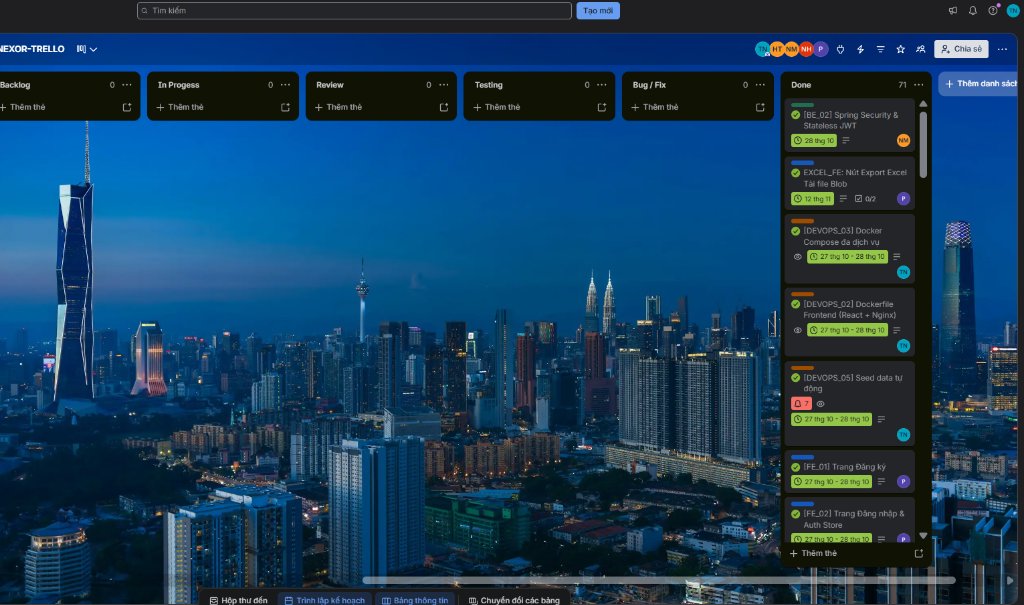 Tìm kiếm
Tạo mới
TN
NEXOR-TRELLO
TN HT NM NH P
Chia sẻ
Backlog 0
Thêm thẻ
In Progess 0
Thêm thẻ
Review 0
Thêm thẻ
Testing 0
Thêm thẻ
Bug / Fix 0
Thêm thẻ
Done 71
[BE_02] Spring Security &
Stateless JWT
28 thg 10
NM
EXCEL_FE: Nút Export Excel
Tải file Blob
12 thg 11 0/2 P
[DEVOPS_03] Docker
Compose đa dịch vụ
27 thg 10 - 28 thg 10
TN
[DEVOPS_02] Dockerfile
Frontend (React + Nginx)
27 thg 10 - 28 thg 10
TN
[DEVOPS_05] Seed data tự
động
7
27 thg 10 - 28 thg 10
TN
[FE_01] Trang Đăng ký
27 thg 10 - 28 thg 10 P
[FE_02] Trang Đăng nhập &
Auth Store
27 thg 10 - 28 thg 10 P
Thêm thẻ
Thêm danh sách
Hộp thư đến
Trình lập kế hoạch
Bảng thông tin
Chuyển đổi các bảng